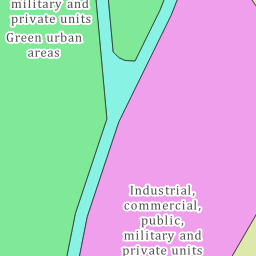 military and
private units
Green urban
areas
Industrial,
commercial,
public,
military and
private units